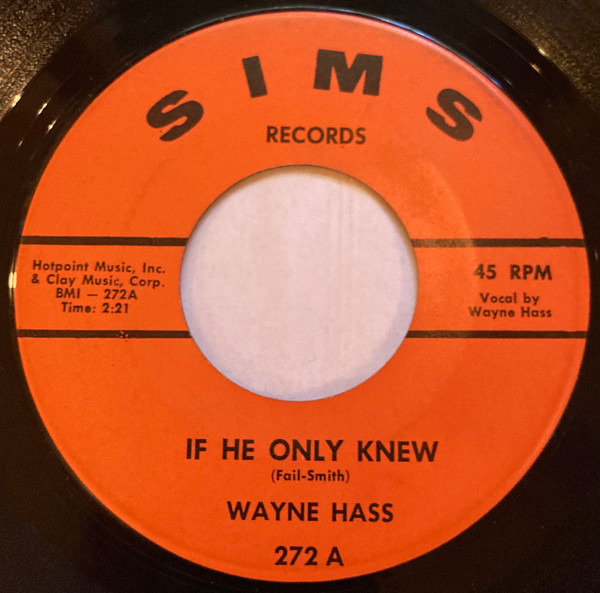 SIMS
RECORDS
Hotpoint Music, Inc.
& Clay Music, Corp.
BMI — 272A
Time: 2:21
45 RPM
Vocal by
Wayne Hass
IF HE ONLY KNEW
(Fail-Smith)
WAYNE HASS
272 A